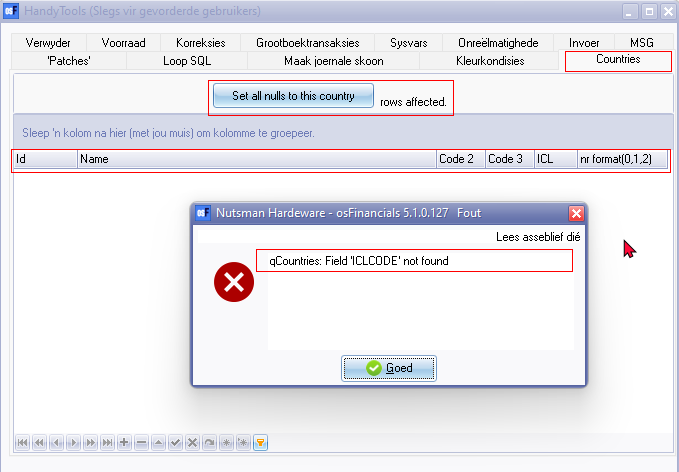 osF HandyTools (Slegs vir gevorderde gebruikers)
Verwyder Voorraad Korreksies Grootboektransaksies Sysvars Onreëlmatighede Invoer MSG
'Patches' Loop SQL Maak joernale skoon Kleurkondisies Countries
Set all nulls to this country rows affected.
Sleep 'n kolom na hier (met jou muis) om kolomme te groepeer.
Id Name Code 2 Code 3 ICL nr format(0,1,2)
osF Nutsman Hardeware - osFinancials 5.1.0.127 Fout
Lees asseblief dié
qCountries: Field 'ICLCODE' not found
Goed